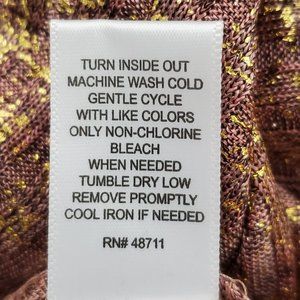 TURN INSIDE OUT
MACHINE WASH COLD
GENTLE CYCLE
WITH LIKE COLORS
ONLY NON-CHLORINE
BLEACH
WHEN NEEDED
TUMBLE DRY LOW
REMOVE PROMPTLY
COOL IRON IF NEEDED
RN# 48711